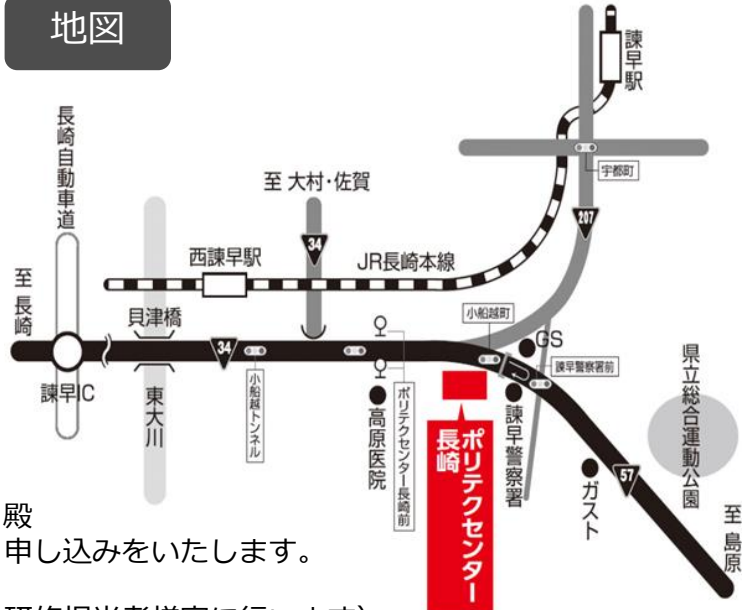 地図
諫早駅
長崎自動車道
宇都町
至 大村・佐賀
207
34
西諫早駅
JR長崎本線
至 長崎
貝津橋
小船越町
GS
34
諫早警察署前
県立総合運動公園
諫早IC
東大川
小船越トンネル
高原医院
ポリテクセンター長崎前
ポリテクセンター
長崎
諫早警察署
ガスト
57
至 島原
殿
申し込みをいたします。